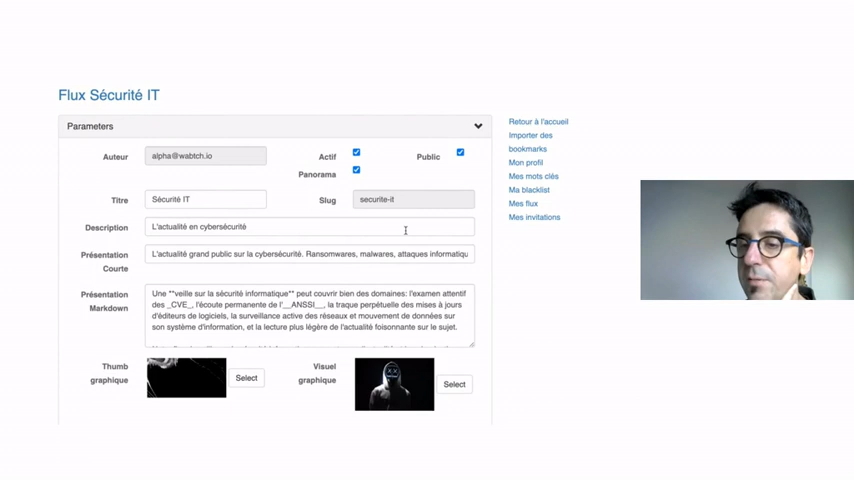 Flux Sécurité IT
Parameters
Auteur
alpha@wabtch.io
Actif
Public
Panorama
Titre
Sécurité IT
Slug
securite-it
Description
L'actualité en cybersécurité
Présentation
Courte
L'actualité grand public sur la cybersécurité. Ransomwares, malwares, attaques informatiqu
Présentation
Markdown
Une **veille sur la sécurité informatique** peut couvrir bien des domaines: l'examen attentif
des _CVE_, l'écoute permanente de l'__ANSSI__, la traque perpétuelle des mises à jours
d'éditeurs de logiciels, la surveillance active des réseaux et mouvement de données sur
son système d'information, et la lecture plus légère de l'actualité foisonnante sur le sujet.
Thumb
graphique
Select
Visuel
graphique
Select
Retour à l'accueil
Importer des
bookmarks
Mon profil
Mes mots clés
Ma blacklist
Mes flux
Mes invitations